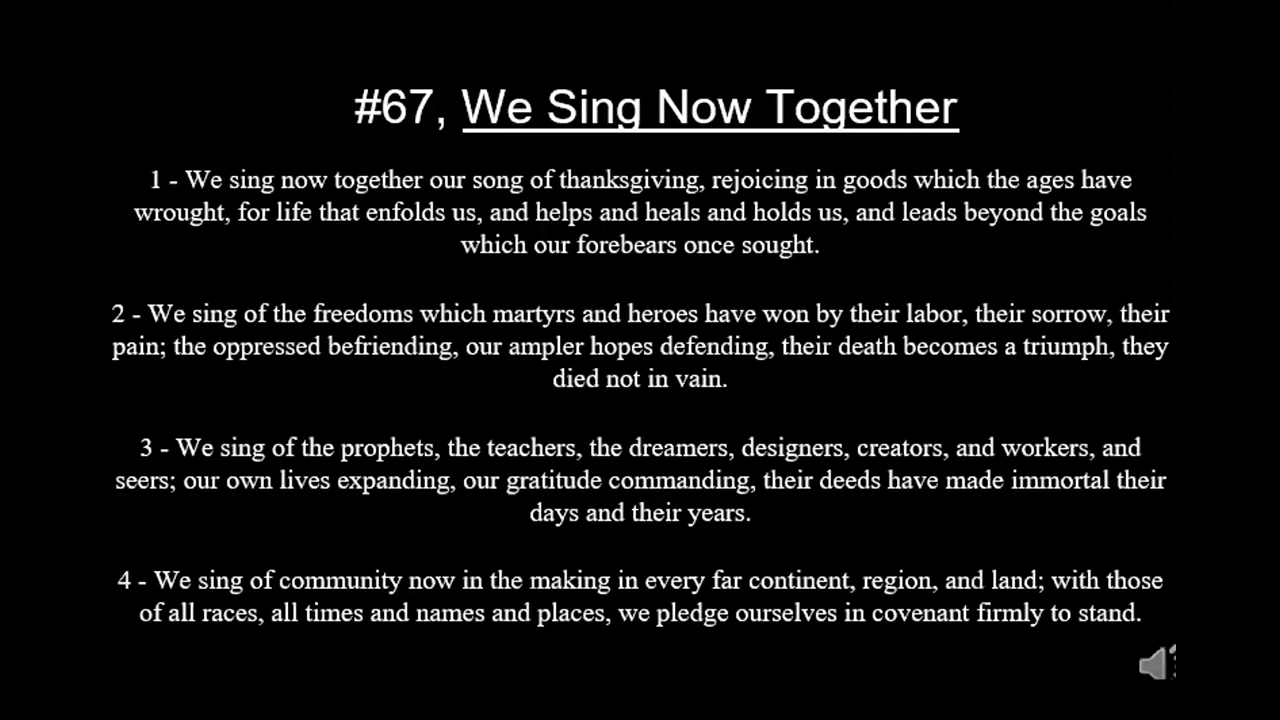 #67, We Sing Now Together
1 - We sing now together our song of thanksgiving, rejoicing in goods which the ages have
wrought, for life that enfolds us, and helps and heals and holds us, and leads beyond the goals
which our forebears once sought.
2 - We sing of the freedoms which martyrs and heroes have won by their labor, their sorrow, their
pain; the oppressed befriending, our ampler hopes defending, their death becomes a triumph, they
died not in vain.
3 - We sing of the prophets, the teachers, the dreamers, designers, creators, and workers, and
seers; our own lives expanding, our gratitude commanding, their deeds have made immortal their
days and their years.
4 - We sing of community now in the making in every far continent, region, and land; with those
of all races, all times and names and places, we pledge ourselves in covenant firmly to stand.